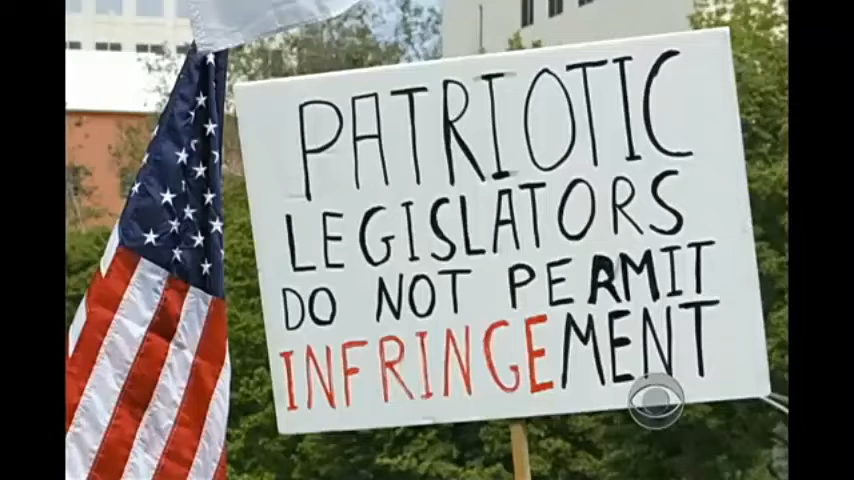 PATRIOTIC
LEGISLATORS
DO NOT PERMIT
INFRINGEMENT